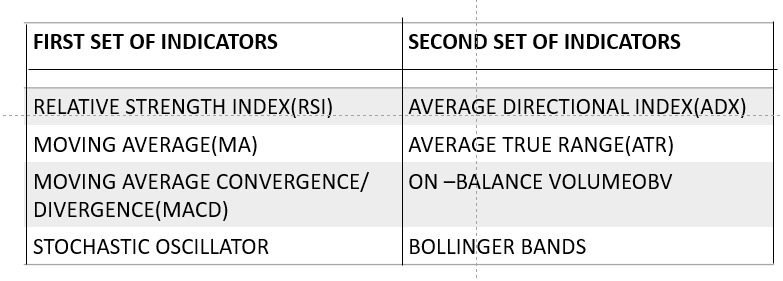 FIRST SET OF INDICATORS
SECOND SET OF INDICATORS
RELATIVE STRENGTH INDEX(RSI)
AVERAGE DIRECTIONAL INDEX(ADX)
MOVING AVERAGE(MA)
AVERAGE TRUE RANGE(ATR)
MOVING AVERAGE CONVERGENCE/
DIVERGENCE(MACD)
ON –BALANCE VOLUMEOBV
STOCHASTIC OSCILLATOR
BOLLINGER BANDS